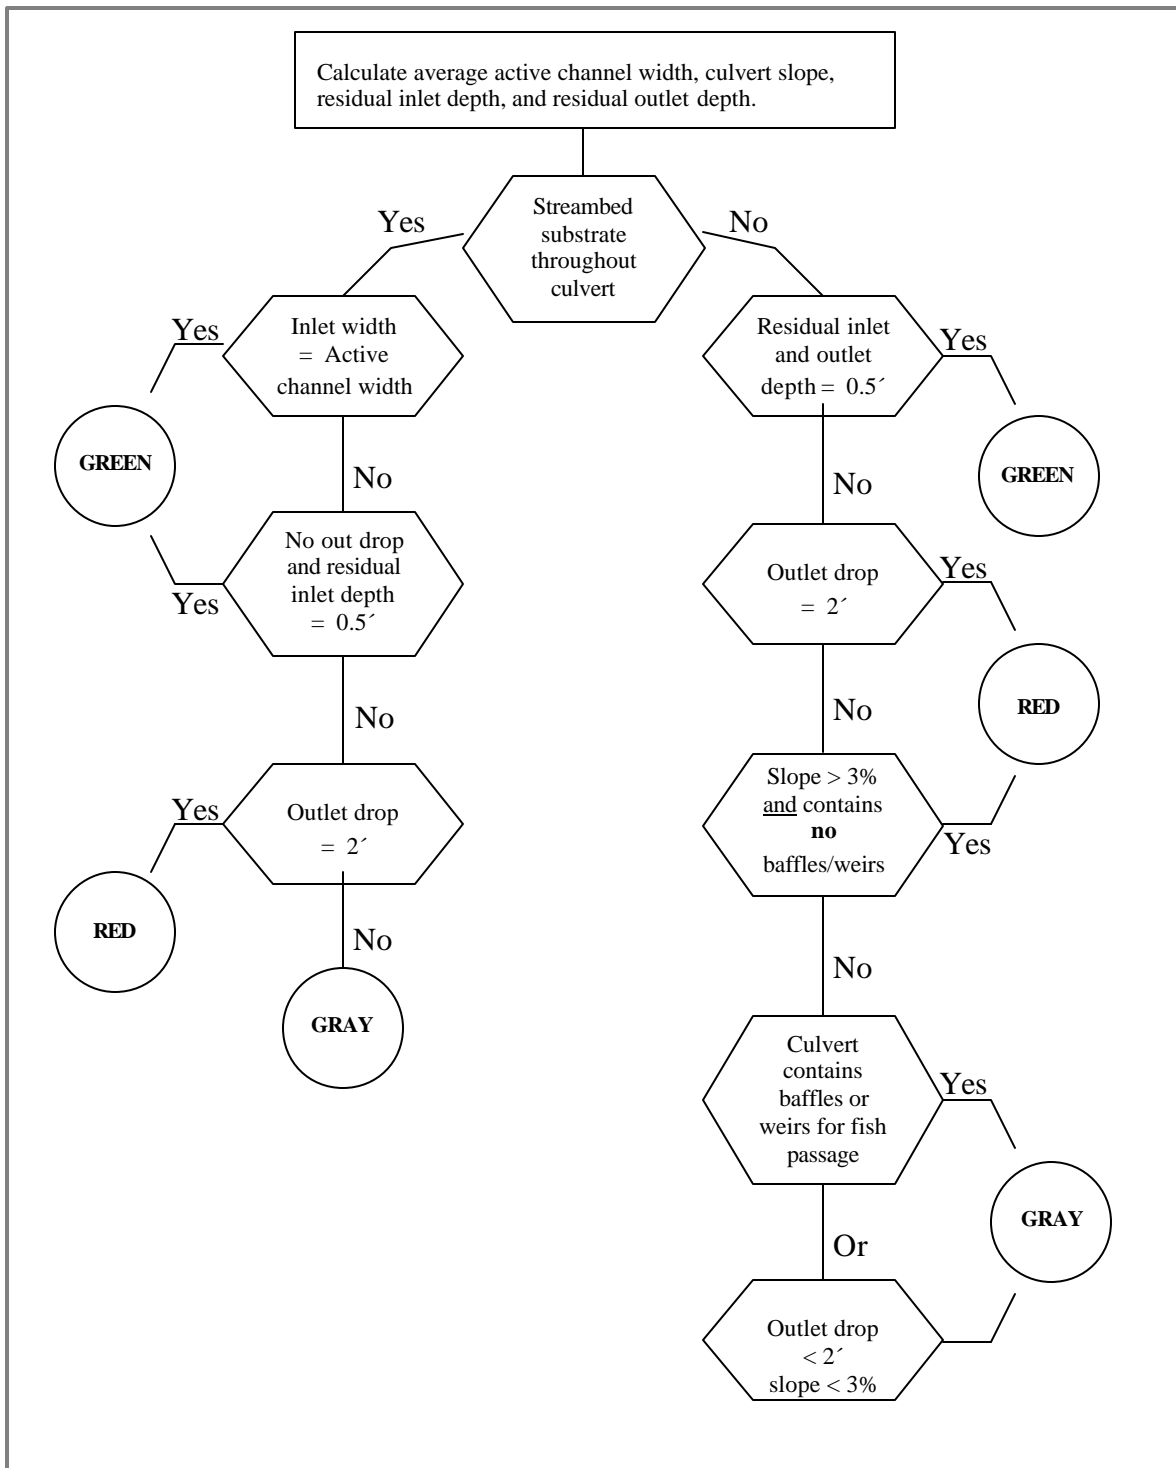 Calculate average active channel width, culvert slope,
residual inlet depth, and residual outlet depth.
Streambed
substrate
throughout
culvert
Yes
No
Inlet width
= Active
channel width
Yes
GREEN
No
No out drop
and residual
inlet depth
= 0.5´
Yes
No
Outlet drop
= 2´
Yes
RED
No
GRAY
Residual inlet
and outlet
depth = 0.5´
Yes
GREEN
No
Outlet drop
= 2´
Yes
RED
No
Slope > 3%
and contains
no
baffles/weirs
Yes
No
Culvert
contains
baffles or
weirs for fish
passage
Yes
GRAY
Or
Outlet drop
< 2´
slope < 3%